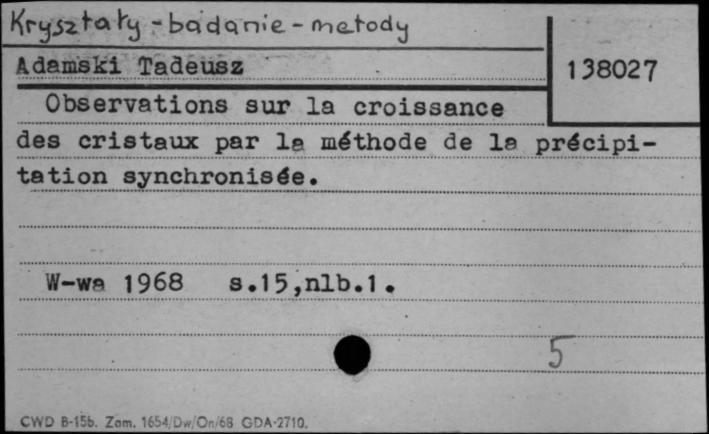 Kryształy - badanie - metody
Adamski Tadeusz
138027
Observations sur la croissance
des cristaux par la méthode de la précipi-
tation synchronisée.
W-wa 1968 s.15,nlb.1.
5
CWD B-15b. Zam. 1654/Dw/On/68 GDA-2710.